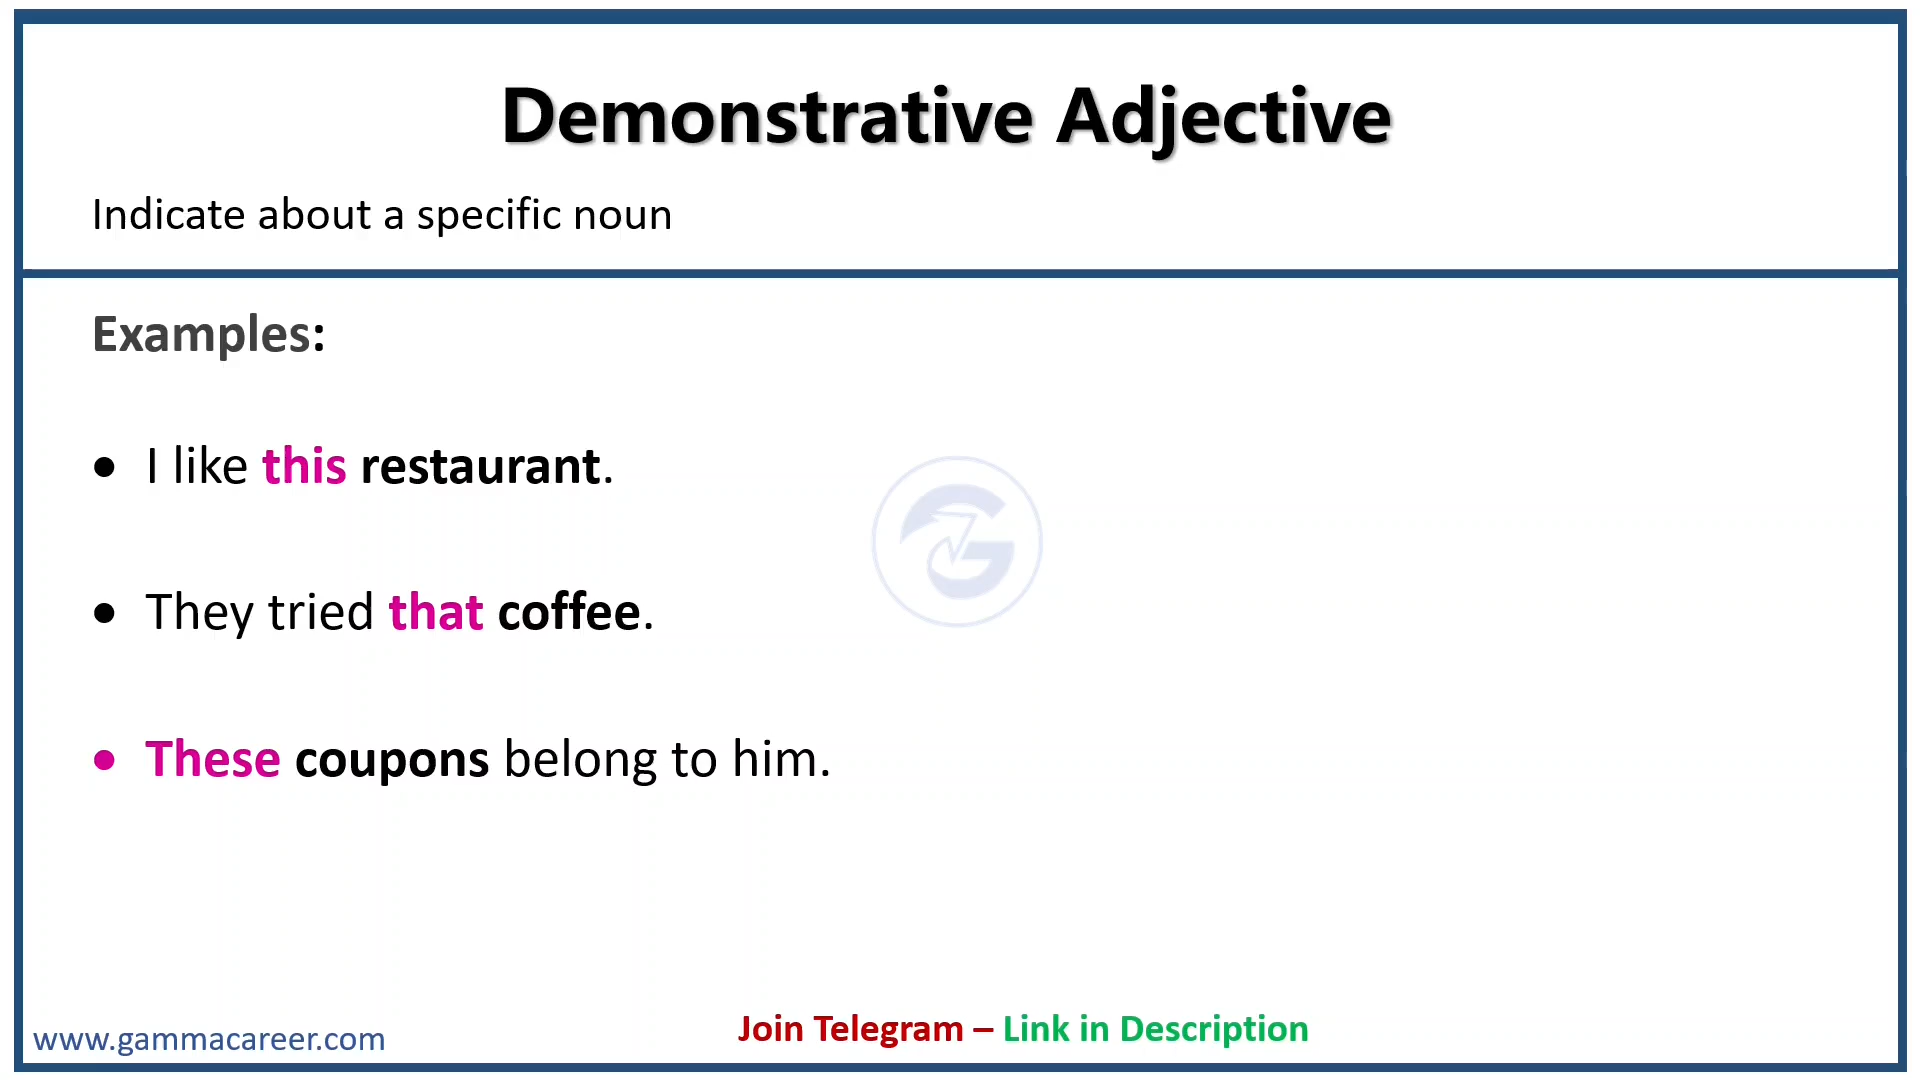 Demonstrative Adjective
Indicate about a specific noun
Examples:
• I like this restaurant.
• They tried that coffee.
• These coupons belong to him.
www.gammacareer.com
Join Telegram – Link in Description